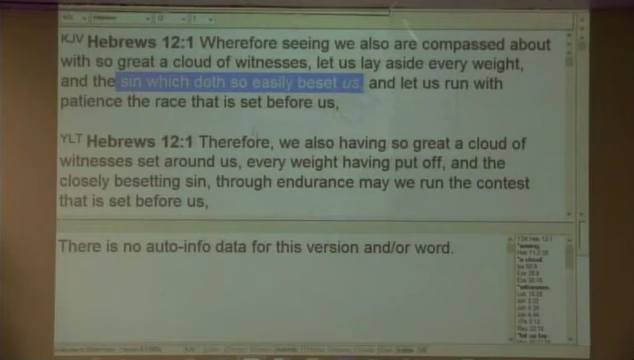 Hebrews
12
1
KJV Hebrews 12:1 Wherefore seeing we also are compassed about
with so great a cloud of witnesses, let us lay aside every weight,
and the sin which doth so easily beset us, and let us run with
patience the race that is set before us,
YLT Hebrews 12:1 Therefore, we also having so great a cloud of
witnesses set around us, every weight having put off, and the
closely besetting sin, through endurance may we run the contest
that is set before us,
There is no auto-info data for this version and/or word.